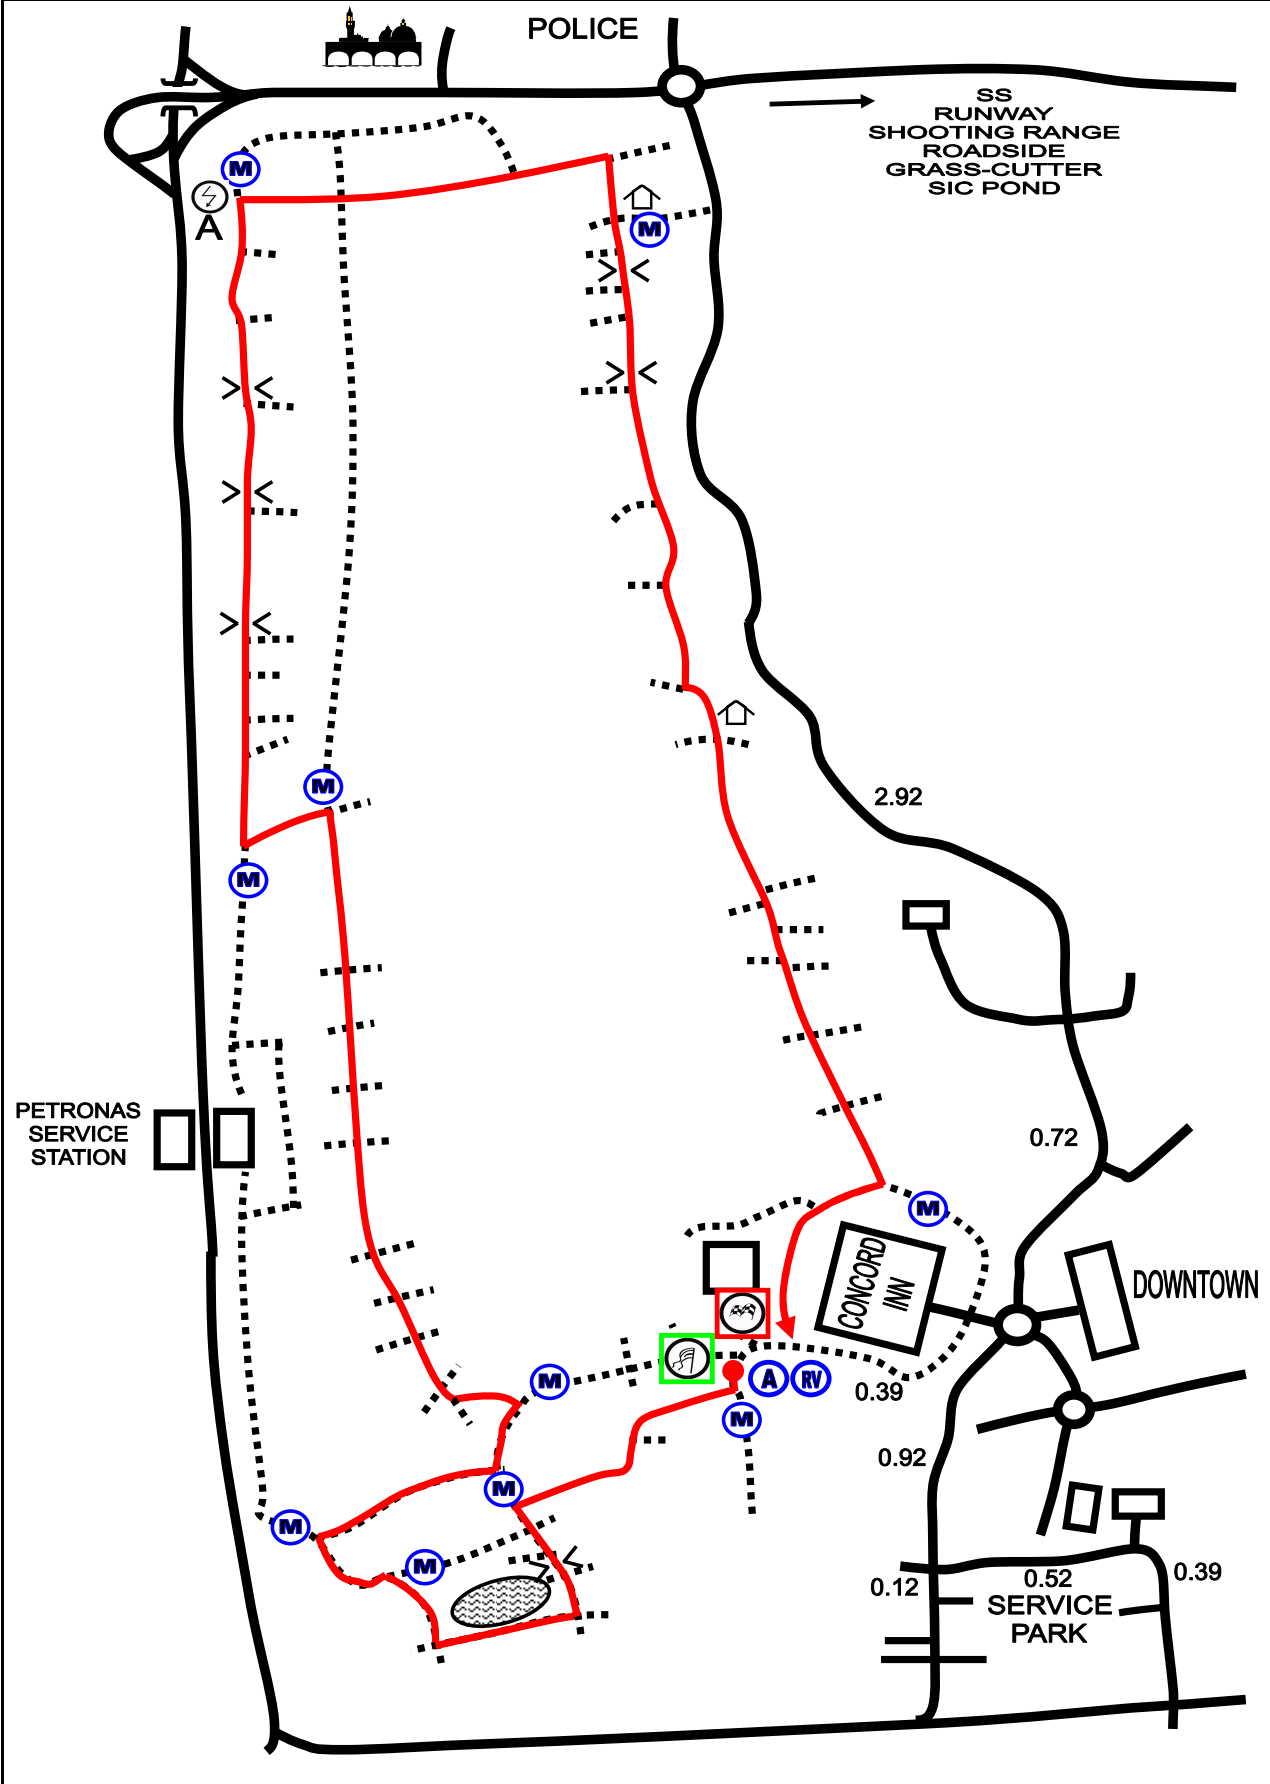 POLICE
SS
RUNWAY
SHOOTING RANGE
ROADSIDE
GRASS-CUTTER
SIC POND
M
A
M
2.92
M
M
PETRONAS
SERVICE
STATION
0.72
M
CONCORD
INN
DOWNTOWN
M
A
RV
0.39
M
0.92
M
M
M
0.12
0.52
0.39
SERVICE
PARK